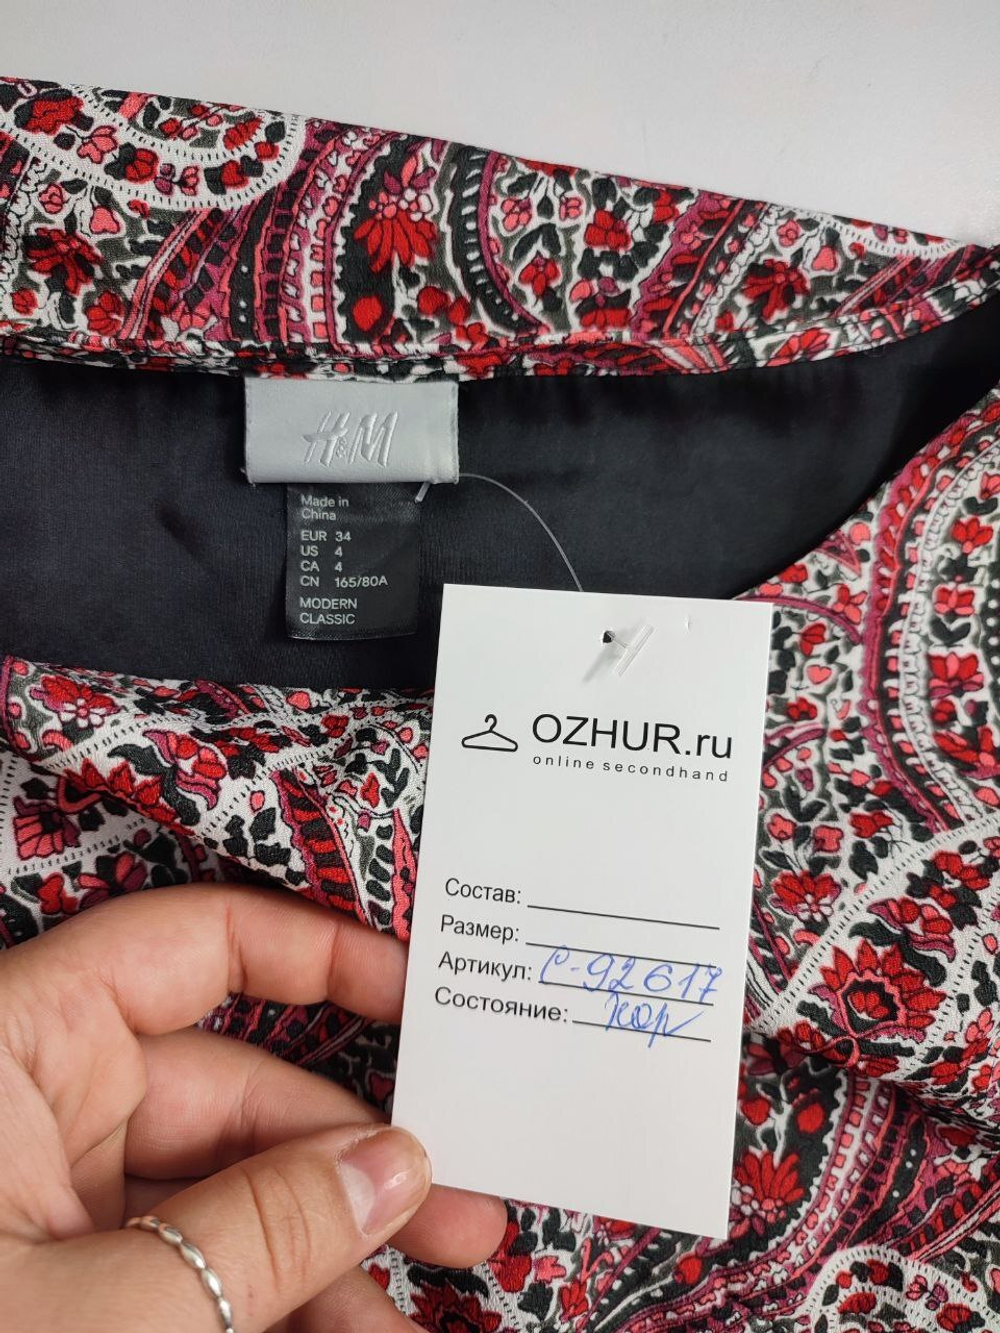 H&M
Made in
China
EUR 34
US 4
CA 4
CN 165/80A
MODERN
CLASSIC
OZHUR.ru
online secondhand
Состав:
Размер:
Артикул: С-92617
Состояние: хор